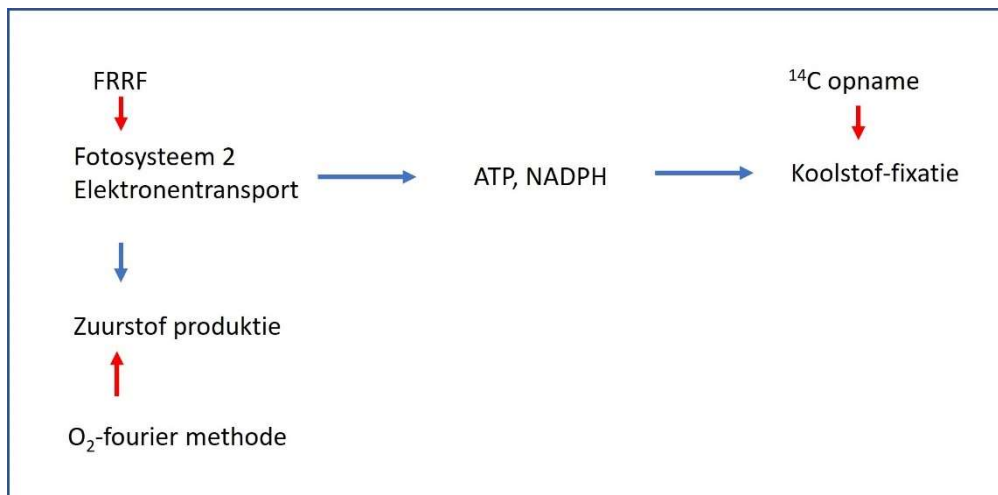 FRRF
¹⁴C opname
Fotosysteem 2
Elektronentransport
ATP, NADPH
Koolstof-fixatie
Zuurstof produktie
O₂-fourier methode